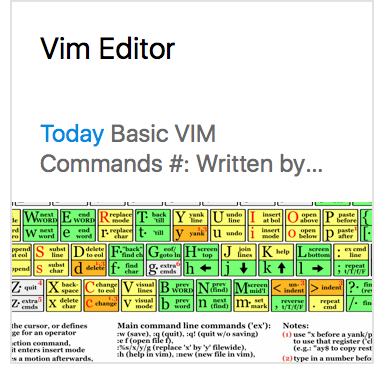 Vim Editor
Today Basic VIM
Commands #: Written by...
W next WORD E end WORD R replace mode T back 'till Y yank line U undo line I insert at bol O open above P paste before {
w next word e end word r replace char t 'till y yank u undo i insert mode o open below p paste after [
S subst line D delete to eol F "back" find ch G eof/ goto ln H screen top J join lines K help L screen bottom : ex cmd line
s subst char d delete f find char g extra cmds h ← j ↓ k ↑ l → ; repeat t/T/f/F
Z quit X back-space C change to eol V visual lines B prev WORD N prev (find) M screen mid'l < un-indent > indent ? find
z extra cmds x delete char c change v visual mode b prev word n next (find) m set mark , reverse t/T/f/F . repeat cmd /
the cursor, or defines Main command line commands ('ex'): Notes:
ge for an operator :w (save), :q (quit), :q! (quit w/o saving) (1) use "x before a yank/p
ction command, :e f (open file f), to use that register ('cl
enters insert mode :%s/x/y/g (replace 'x' by 'y' filewide), (e.g.: "ay$ to copy rest
a motion afterwards, :h (help in vim), :new (new file in vim), (2) type in a number befo